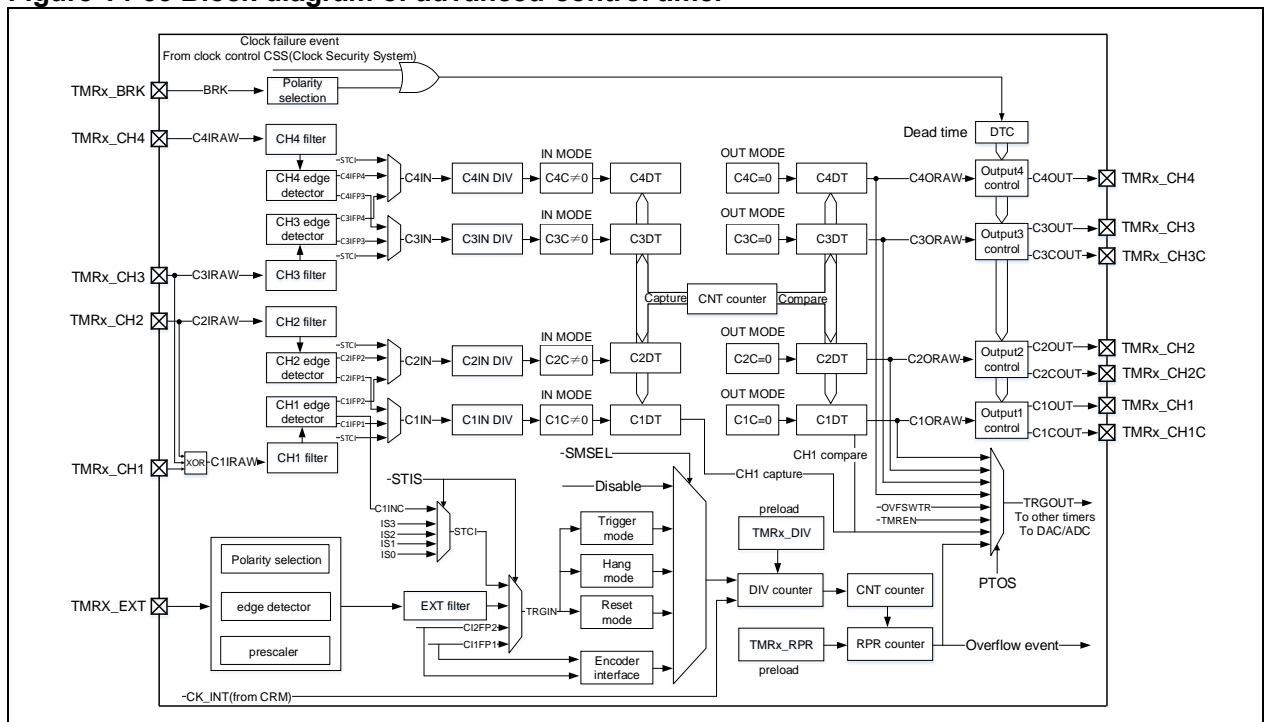 Clock failure event
From clock control CSS(Clock Security System)
TMRx_BRK
BRK
Polarity selection
TMRx_CH4
C4IRAW
CH4 filter
STCI
CH4 edge detector
C4IFP4
C4IFP3
C4IN
C4IN DIV
IN MODE
C4C≠0
C4DT
CH3 edge detector
C3IFP4
C3IFP3
STCI
C3IN
C3IN DIV
IN MODE
C3C≠0
C3DT
TMRx_CH3
C3IRAW
CH3 filter
TMRx_CH2
C2IRAW
CH2 filter
STCI
CH2 edge detector
C2IFP2
C2IFP1
C2IN
C2IN DIV
IN MODE
C2C≠0
C2DT
CH1 edge detector
C1IFP2
C1IFP1
STCI
C1IN
C1IN DIV
IN MODE
C1C≠0
C1DT
TMRx_CH1
XOR
C1IRAW
CH1 filter
Capture
CNT counter
Compare
OUT MODE
C4C=0
C4DT
OUT MODE
C3C=0
C3DT
OUT MODE
C2C=0
C2DT
OUT MODE
C1C=0
C1DT
Dead time
DTC
C4ORAW
Output4 control
C4OUT
TMRx_CH4
C3ORAW
Output3 control
C3OUT
TMRx_CH3
C3COUT
TMRx_CH3C
C2ORAW
Output2 control
C2OUT
TMRx_CH2
C2COUT
TMRx_CH2C
C1ORAW
Output1 control
C1OUT
TMRx_CH1
C1COUT
TMRx_CH1C
CH1 capture
CH1 compare
OVFSWTR
TMREN
TRGOUT
To other timers
To DAC/ADC
PTOS
STIS
C1INC
IS3
IS2
IS1
IS0
STCI
SMSEL
Disable
Trigger mode
Hang mode
Reset mode
Encoder interface
TRGIN
TMRX_EXT
Polarity selection
edge detector
prescaler
EXT filter
CI2FP2
CI1FP1
CK_INT(from CRM)
preload
TMRx_DIV
DIV counter
CNT counter
TMRx_RPR
preload
RPR counter
Overflow event